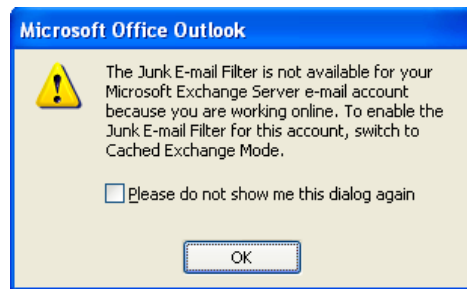 Microsoft Office Outlook
The Junk E-mail Filter is not available for your
Microsoft Exchange Server e-mail account
because you are working online. To enable the
Junk E-mail Filter for this account, switch to
Cached Exchange Mode.
Please do not show me this dialog again
OK